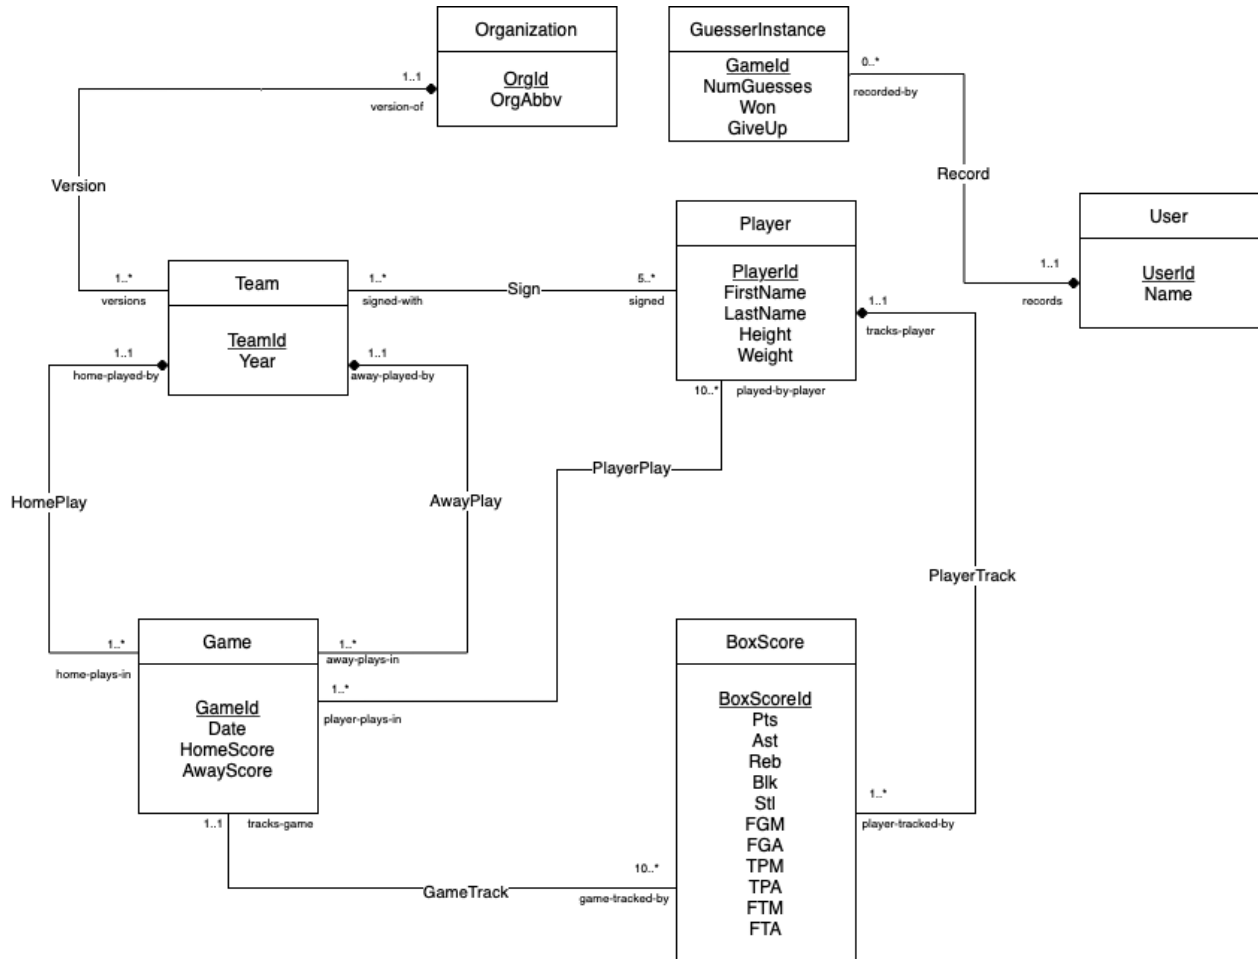 Organization
OrgId
OrgAbbv
GuesserInstance
GameId
NumGuesses
Won
GiveUp
1..1
version-of
0..*
recorded-by
Version
Record
User
UserId
Name
1..1
records
Player
PlayerId
FirstName
LastName
Height
Weight
Team
TeamId
Year
1..*
versions
1..*
signed-with
Sign
5..*
signed
1..1
tracks-player
1..1
home-played-by
1..1
away-played-by
10..*
played-by-player
PlayerPlay
HomePlay
AwayPlay
PlayerTrack
Game
GameId
Date
HomeScore
AwayScore
1..*
home-plays-in
1..*
away-plays-in
1..*
player-plays-in
BoxScore
BoxScoreId
Pts
Ast
Reb
Blk
Stl
FGM
FGA
TPM
TPA
FTM
FTA
1..*
player-tracked-by
1..1
tracks-game
GameTrack
10..*
game-tracked-by